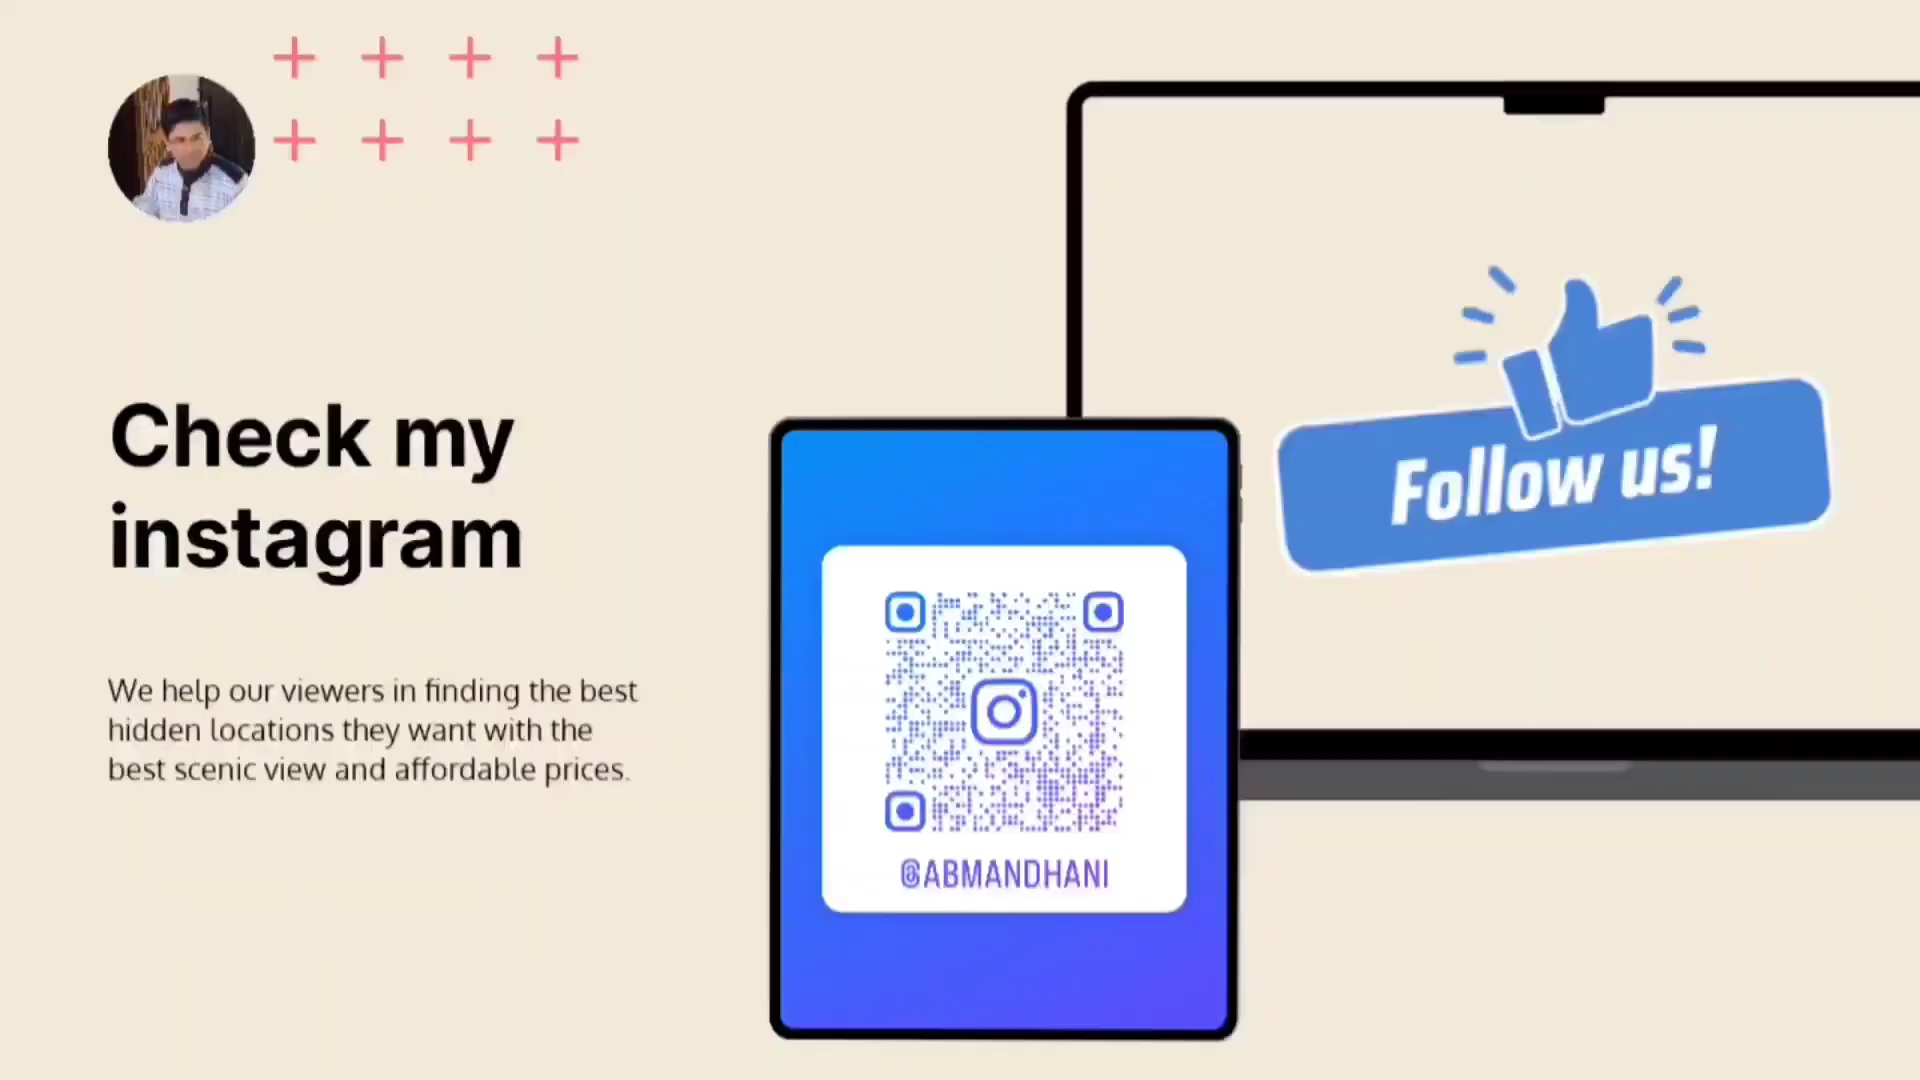 Check my
instagram
We help our viewers in finding the best
hidden locations they want with the
best scenic view and affordable prices.
Follow us!
@ABMANDHANI